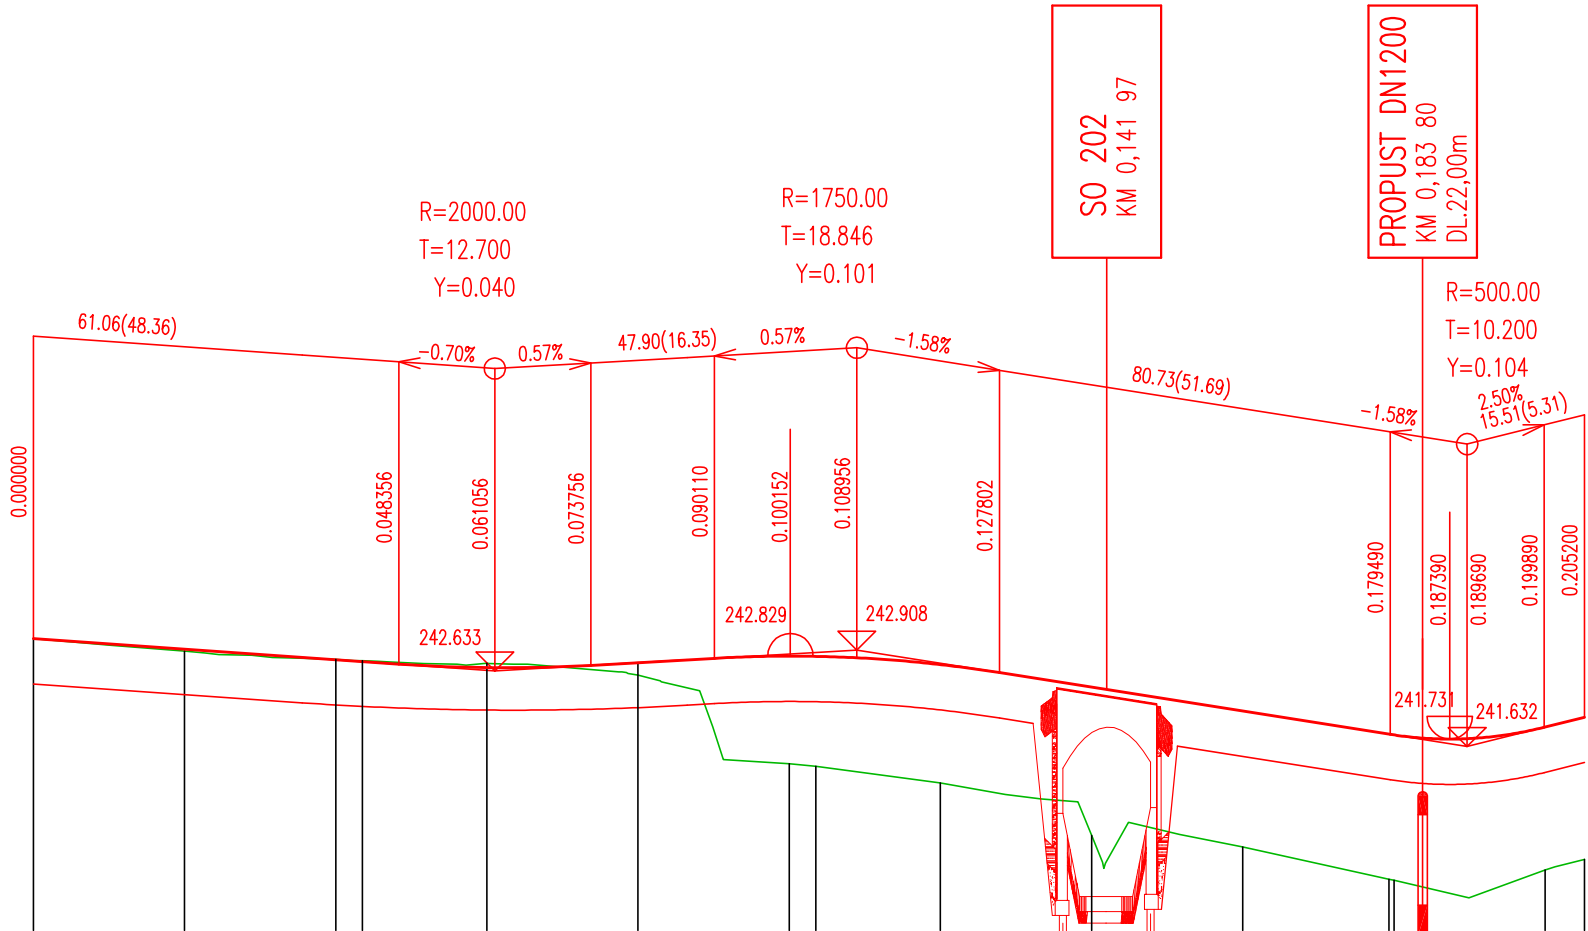 SO 202
KM 0,141 97
PROPUST DN1200
KM 0,183 80
DL.22,00m
R=2000.00
T=12.700
Y=0.040
R=1750.00
T=18.846
Y=0.101
R=500.00
T=10.200
Y=0.104
61.06(48.36)
-0.70%
0.57%
47.90(16.35)
0.57%
-1.58%
80.73(51.69)
-1.58%
2.50%
15.51(5.31)
0.000000
0.048356
0.061056
0.073756
0.090110
0.100152
0.108956
0.127802
0.179490
0.187390
0.189690
0.199890
0.205200
242.633
242.829
242.908
241.731
241.632